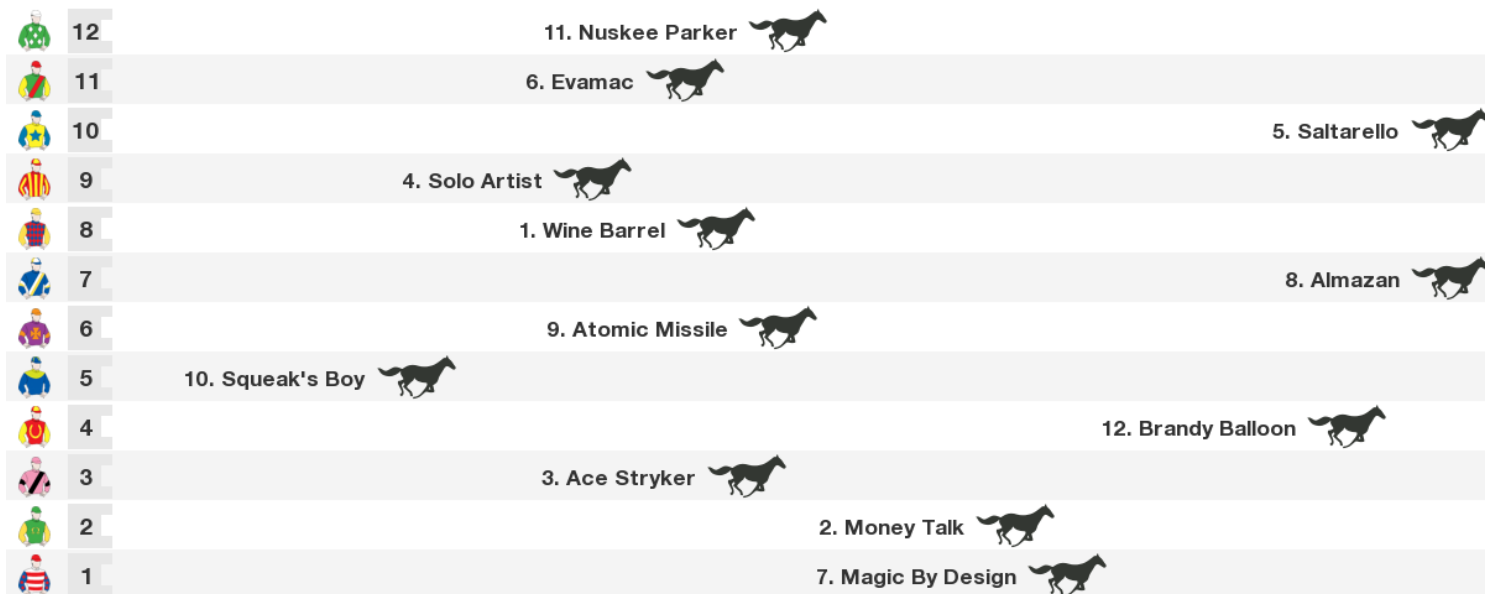 12 11. Nuskee Parker
11 6. Evamac
10 5. Saltarello
9 4. Solo Artist
8 1. Wine Barrel
7 8. Almazan
6 9. Atomic Missile
5 10. Squeak's Boy
4 12. Brandy Balloon
3 3. Ace Stryker
2 2. Money Talk
1 7. Magic By Design